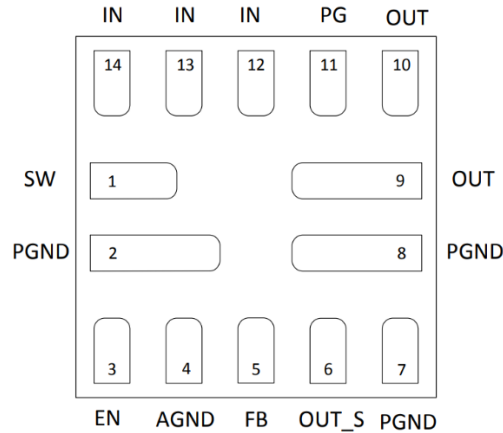 IN IN IN PG OUT
14 13 12 11 10
SW 1 9 OUT
PGND 2 8 PGND
3 4 5 6 7
EN AGND FB OUT_S PGND